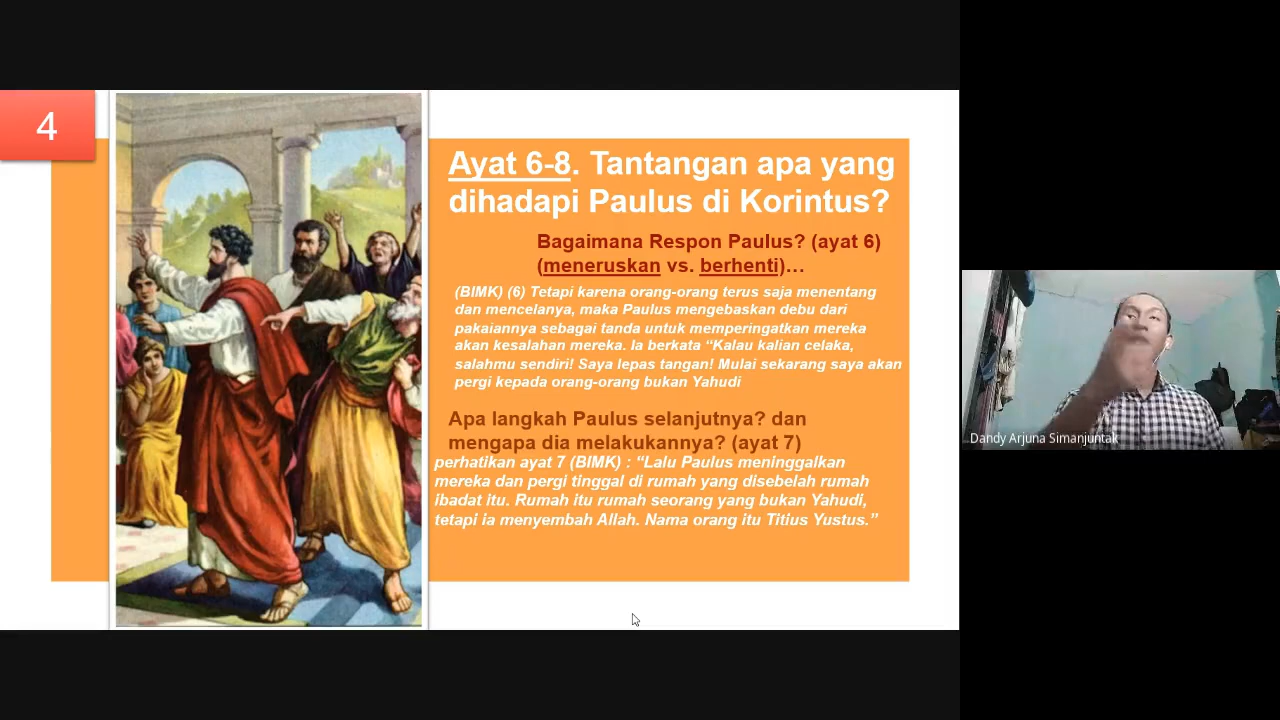 4
Ayat 6-8. Tantangan apa yang
dihadapi Paulus di Korintus?
Bagaimana Respon Paulus? (ayat 6)
(meneruskan vs. berhenti)…
(BIMK) (6) Tetapi karena orang-orang terus saja menentang
dan mencelanya, maka Paulus mengebaskan debu dari
pakaiannya sebagai tanda untuk memperingatkan mereka
akan kesalahan mereka. Ia berkata “Kalau kalian celaka,
salahmu sendiri! Saya lepas tangan! Mulai sekarang saya akan
pergi kepada orang-orang bukan Yahudi
Apa langkah Paulus selanjutnya? dan
mengapa dia melakukannya? (ayat 7)
perhatikan ayat 7 (BIMK) : “Lalu Paulus meninggalkan
mereka dan pergi tinggal di rumah yang disebelah rumah
ibadat itu. Rumah itu rumah seorang yang bukan Yahudi,
tetapi ia menyembah Allah. Nama orang itu Titius Yustus.”
Dandy Arjuna Simanjuntak